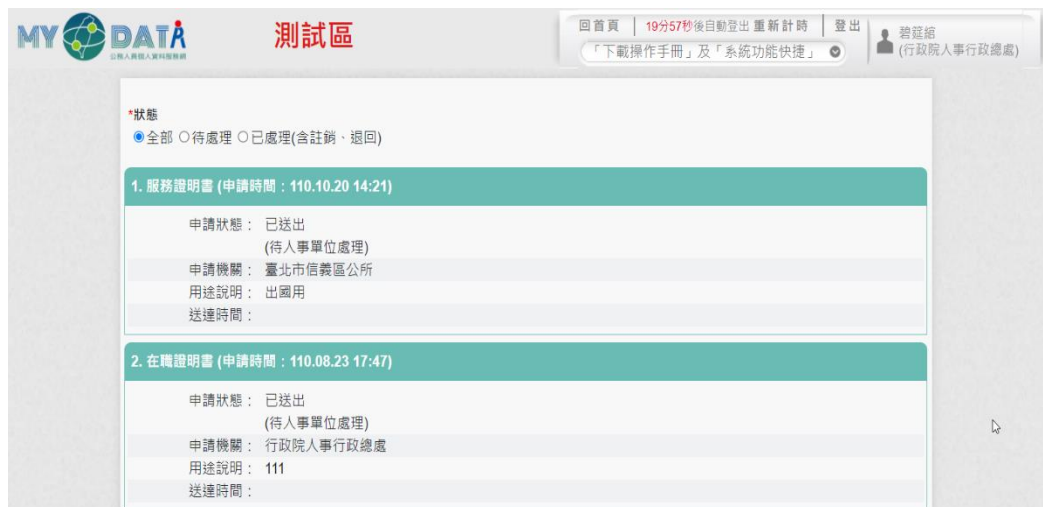 MY DATA
公務人員個人資料服務網
測試區
回首頁 | 19分57秒後自動登出 重新計時 | 登出
「下載操作手冊」及「系統功能快捷」
碧筵綰
(行政院人事行政總處)
*狀態
全部 待處理 已處理(含註銷、退回)
1. 服務證明書 (申請時間：110.10.20 14:21)
申請狀態： 已送出
(待人事單位處理)
申請機關： 臺北市信義區公所
用途說明： 出國用
送達時間：
2. 在職證明書 (申請時間：110.08.23 17:47)
申請狀態： 已送出
(待人事單位處理)
申請機關： 行政院人事行政總處
用途說明： 111
送達時間：